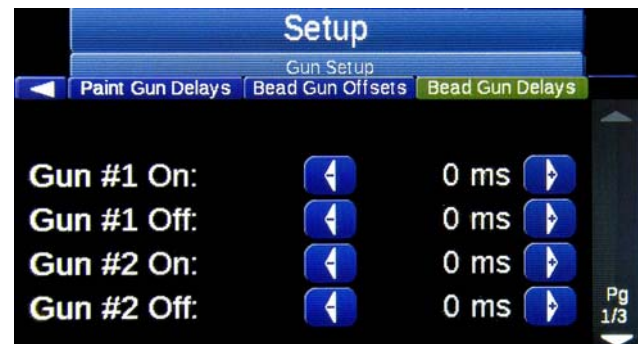 Setup
Gun Setup
Paint Gun Delays Bead Gun Offsets Bead Gun Delays
Gun #1 On: - 0 ms +
Gun #1 Off: - 0 ms +
Gun #2 On: - 0 ms +
Gun #2 Off: - 0 ms +
Pg
1/3